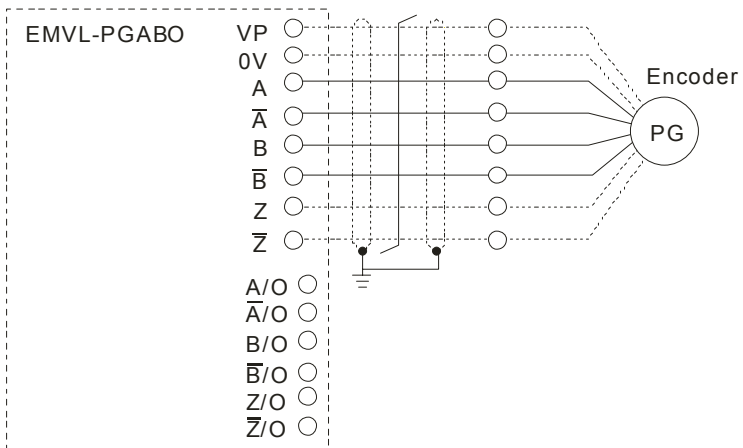 EMVL-PGABO
VP
0V
A
A̅
B
B̅
Z
Z̅
A/O
A̅/O
B/O
B̅/O
Z/O
Z̅/O
Encoder
PG